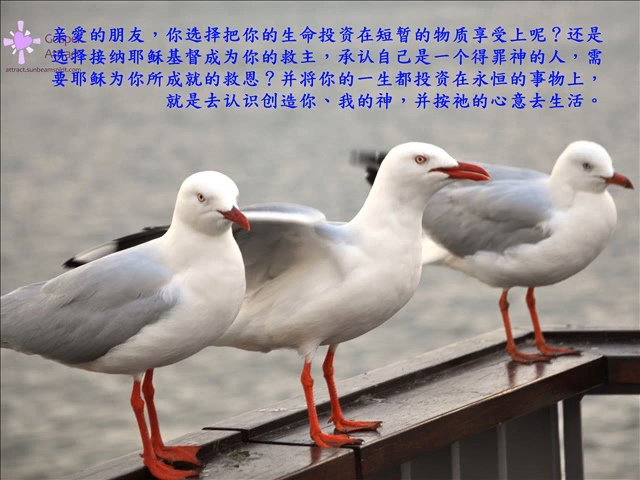 亲爱的朋友，你选择把你的生命投资在短暂的物质享受上呢？还是
选择接纳耶稣基督成为你的救主，承认自己是一个得罪神的人，需
要耶稣为你所成就的救恩？并将你的一生都投资在永恒的事物上，
就是去认识创造你、我的神，并按祂的心意去生活。
attract.sunbeamspirit.com